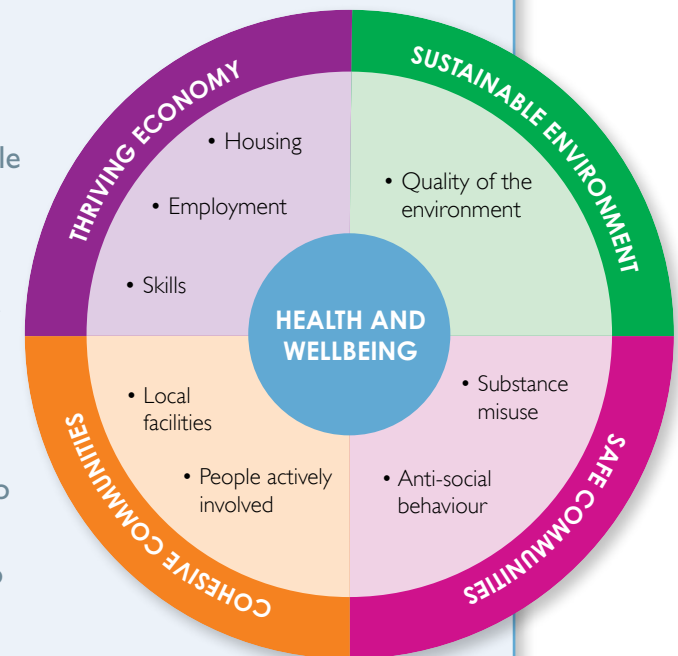 THRIVING ECONOMY
• Housing
• Employment
• Skills
SUSTAINABLE ENVIRONMENT
• Quality of the
environment
HEALTH AND
WELLBEING
• Local
facilities
• People actively
involved
COHESIVE COMMUNITIES
• Substance
misuse
• Anti-social
behaviour
SAFE COMMUNITIES